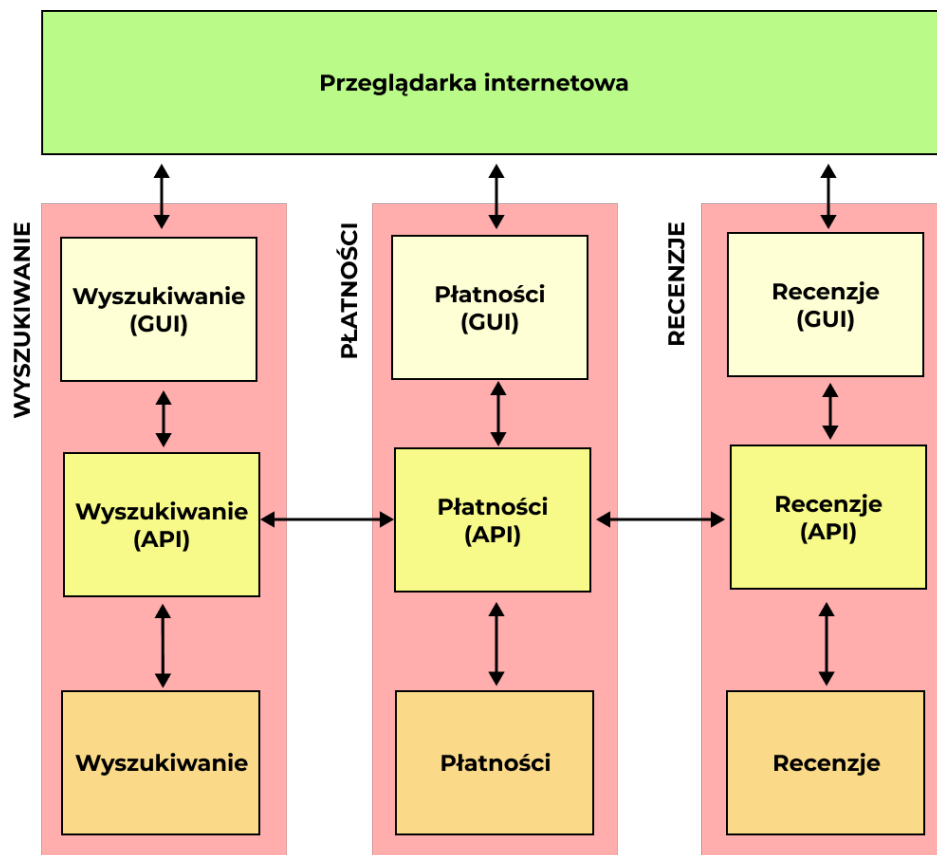 Przeglądarka internetowa
WYSZUKIWANIE
PŁATNOŚCI
RECENZJE
Wyszukiwanie
(GUI)
Płatności
(GUI)
Recenzje
(GUI)
Wyszukiwanie
(API)
Płatności
(API)
Recenzje
(API)
Wyszukiwanie
Płatności
Recenzje